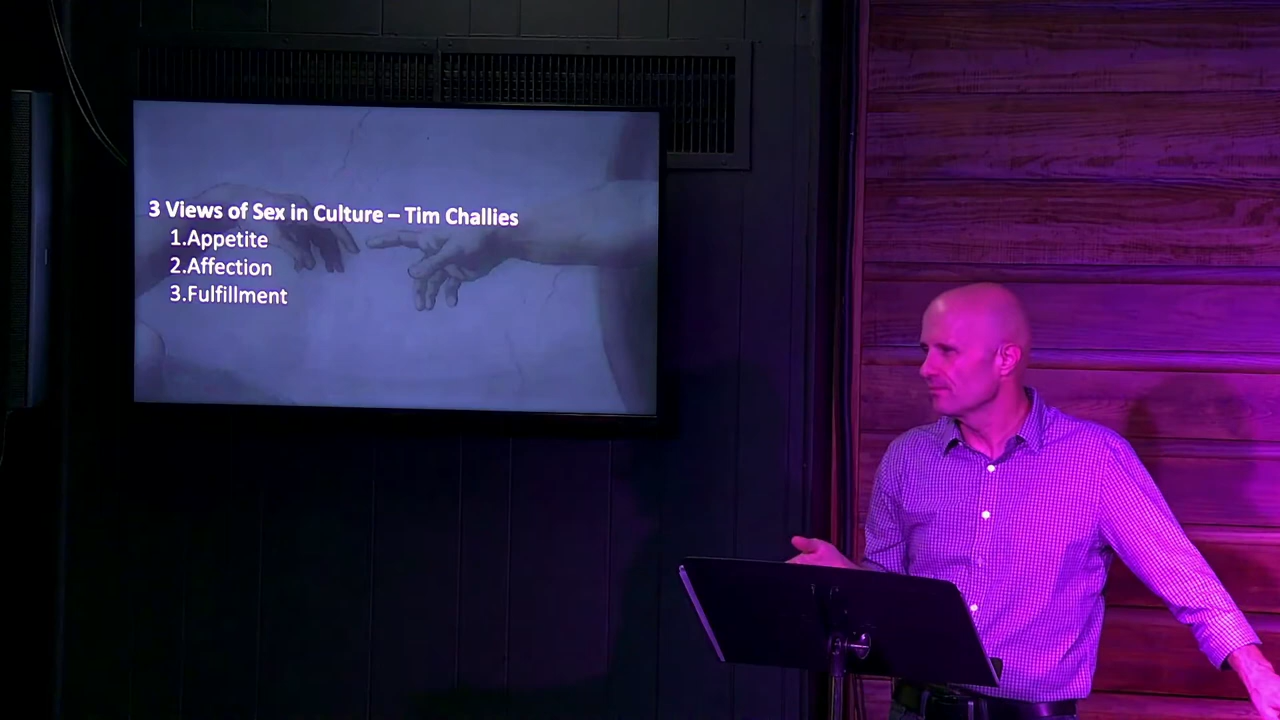 3 Views of Sex in Culture – Tim Challies
1.Appetite
2.Affection
3.Fulfillment